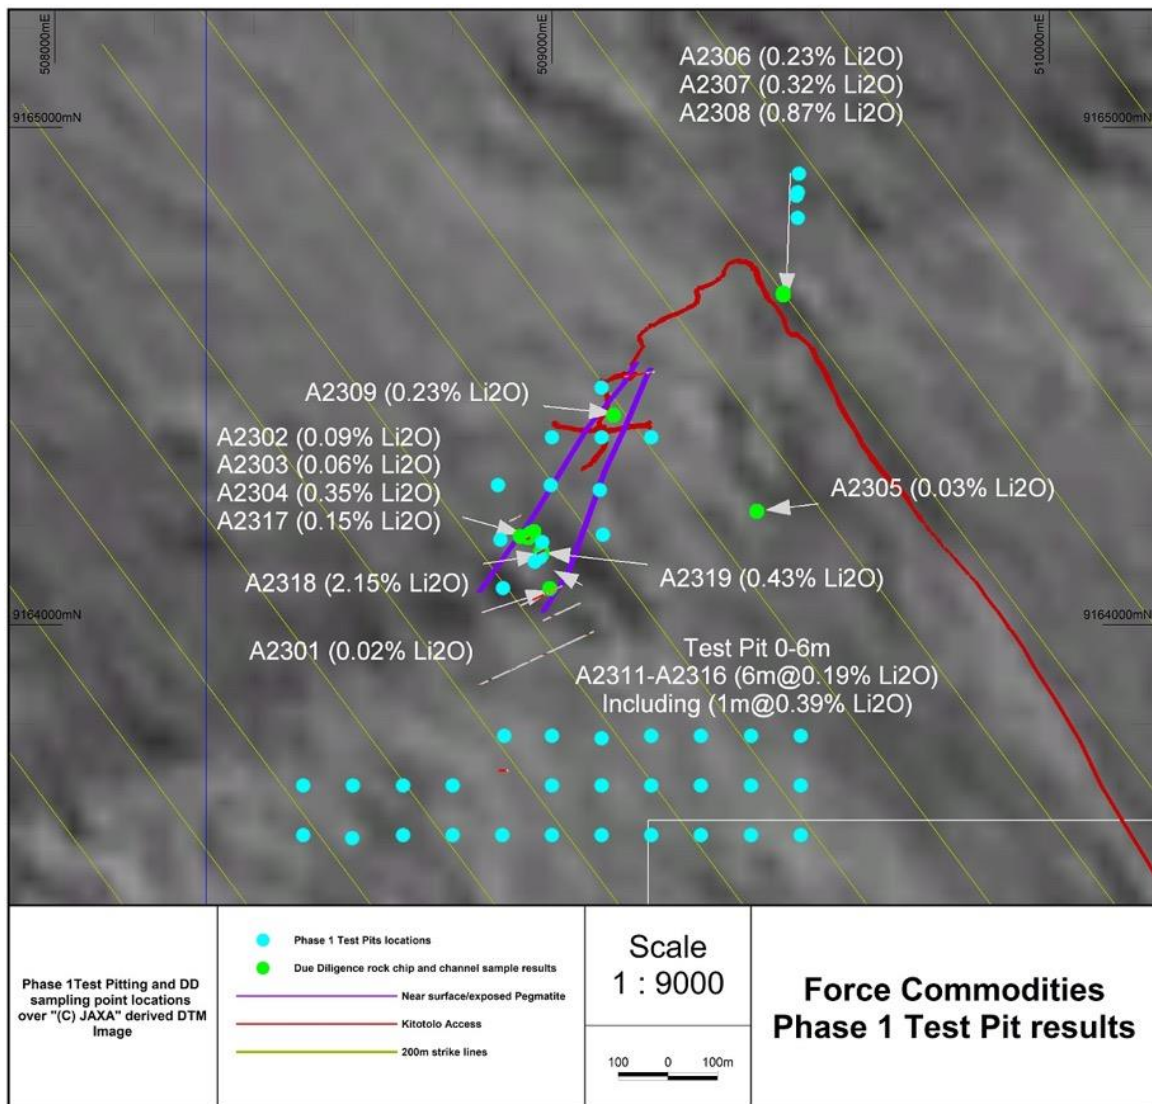 508000mE
509000mE
510000mE
A2306 (0.23% Li2O)
A2307 (0.32% Li2O)
A2308 (0.87% Li2O)
9165000mN
9165000mN
A2309 (0.23% Li2O)
A2302 (0.09% Li2O)
A2303 (0.06% Li2O)
A2304 (0.35% Li2O)
A2317 (0.15% Li2O)
A2305 (0.03% Li2O)
A2318 (2.15% Li2O)
A2319 (0.43% Li2O)
9164000mN
9164000mN
A2301 (0.02% Li2O)
Test Pit 0-6m
A2311-A2316 (6m@0.19% Li2O)
Including (1m@0.39% Li2O)
Phase 1Test Pitting and DD
sampling point locations
over "(C) JAXA" derived DTM
Image
Phase 1 Test Pits locations
Due Diligence rock chip and channel sample results
Near surface/exposed Pegmatite
Kitotolo Access
200m strike lines
Scale
1 : 9000
100 0 100m
Force Commodities
Phase 1 Test Pit results